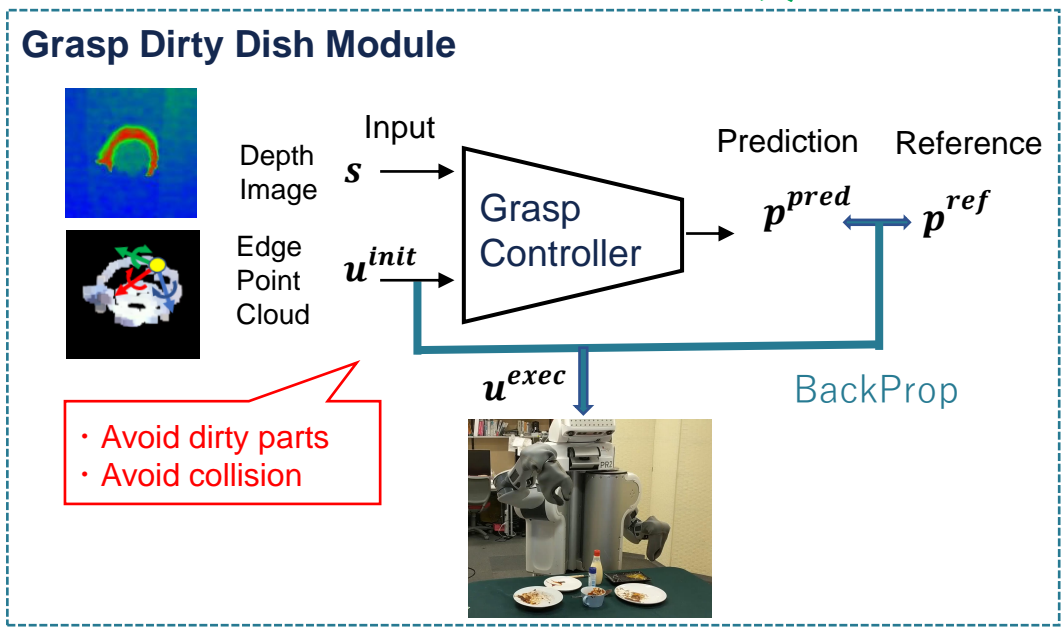 Grasp Dirty Dish Module
Input
Prediction
Reference
Depth
Image
s
Grasp
Controller
p^{pred}
p^{ref}
Edge
Point
Cloud
u^{init}
u^{exec}
BackProp
・Avoid dirty parts
・Avoid collision
PR2